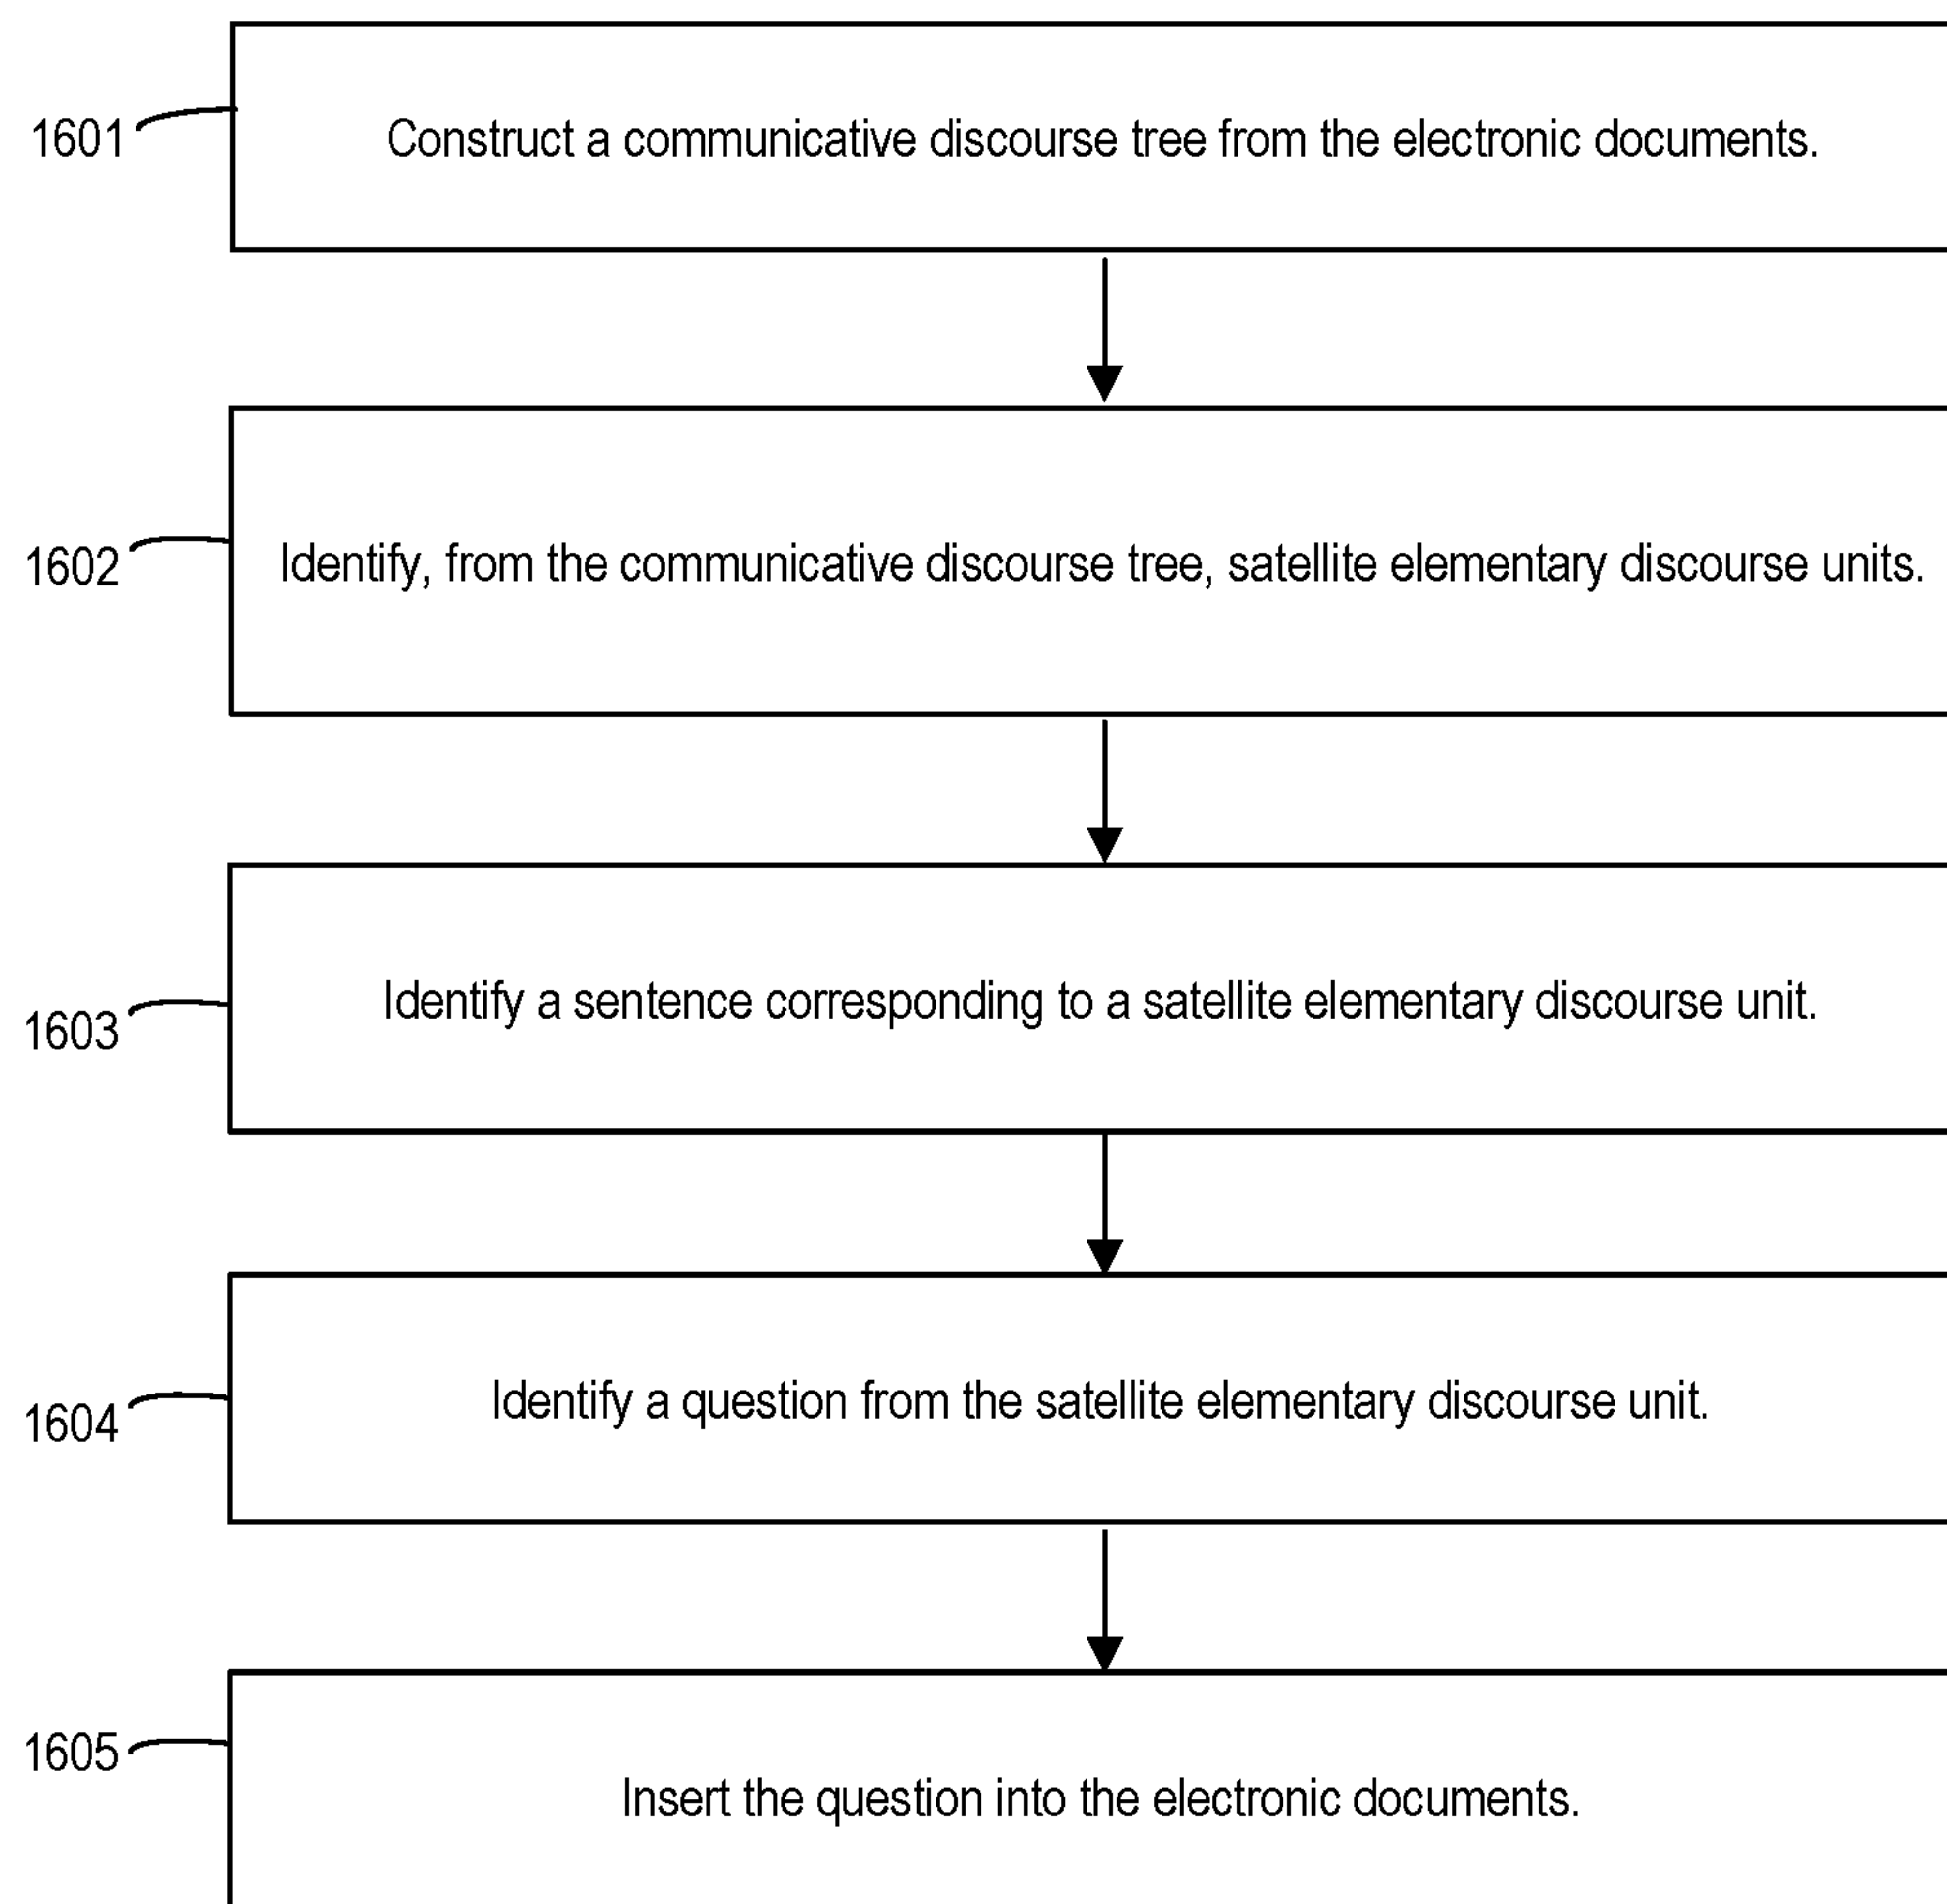 1601
Construct a communicative discourse tree from the electronic documents.
1602
Identify, from the communicative discourse tree, satellite elementary discourse units.
1603
Identify a sentence corresponding to a satellite elementary discourse unit.
1604
Identify a question from the satellite elementary discourse unit.
1605
Insert the question into the electronic documents.